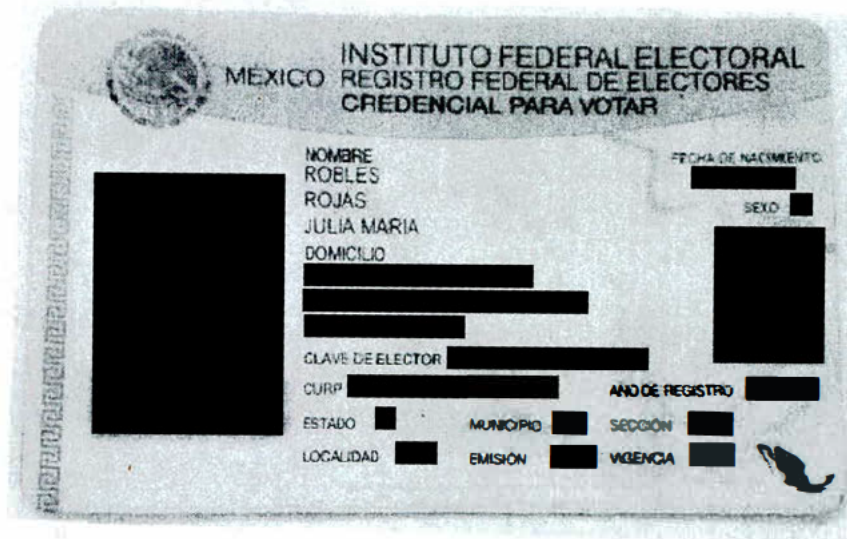 MÉXICO INSTITUTO FEDERAL ELECTORAL
REGISTRO FEDERAL DE ELECTORES
CREDENCIAL PARA VOTAR
NOMBRE
ROBLES
ROJAS
JULIA MARIA
FECHA DE NACIMIENTO
SEXO
DOMICILIO
CLAVE DE ELECTOR
CURP
AÑO DE REGISTRO
ESTADO
MUNICIPIO
SECCIÓN
LOCALIDAD
EMISIÓN
VIGENCIA